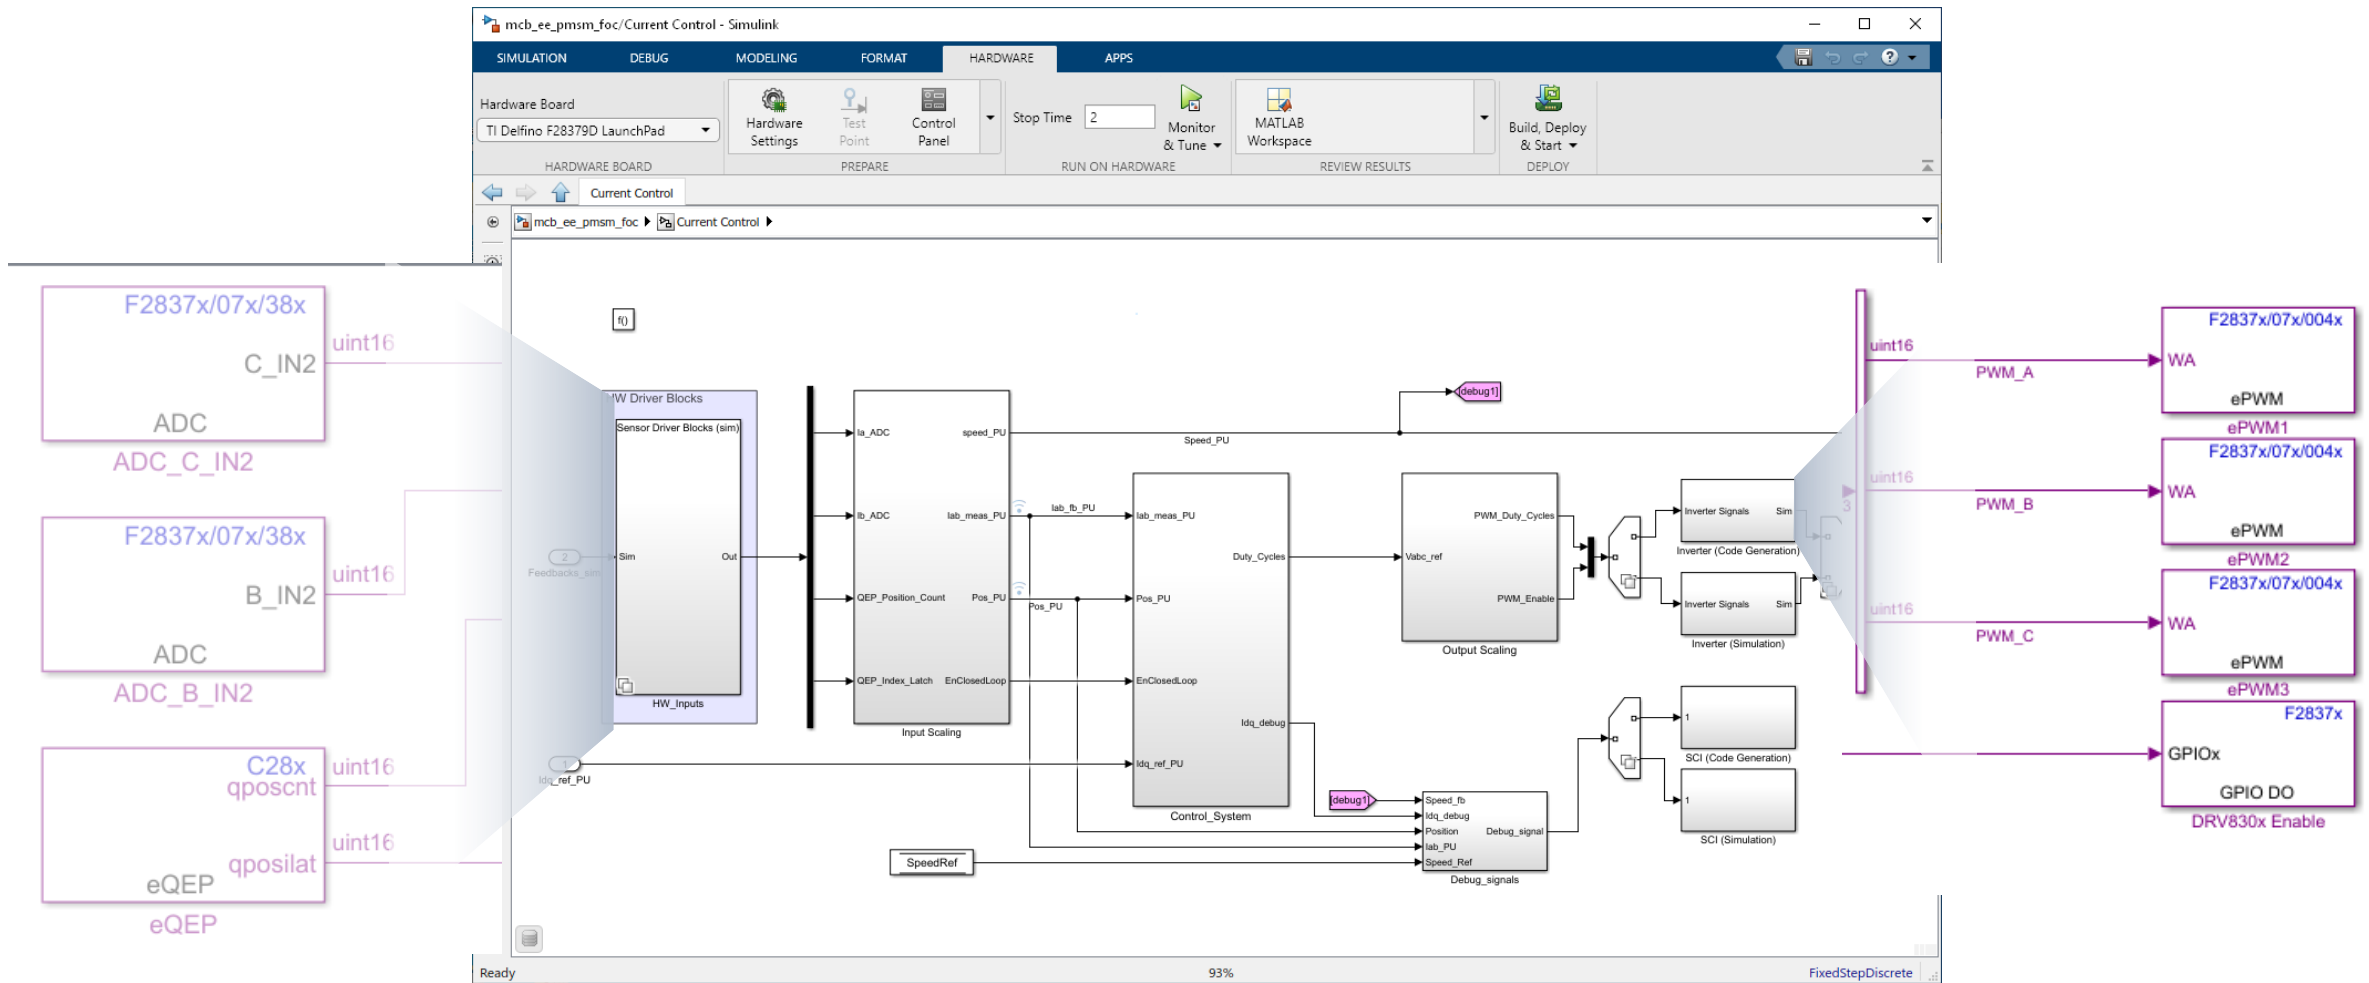 mcb_ee_pmsm_foc/Current Control - Simulink
SIMULATION
DEBUG
MODELING
FORMAT
HARDWARE
APPS
?
Hardware Board
TI Delfino F28379D LaunchPad
HARDWARE BOARD
Hardware
Settings
Test
Point
Control
Panel
PREPARE
Stop Time
2
Monitor
& Tune
RUN ON HARDWARE
MATLAB
Workspace
REVIEW RESULTS
Build, Deploy
& Start
DEPLOY
Current Control
mcb_ee_pmsm_foc
Current Control
F2837x/07x/38x
C_IN2
ADC
ADC_C_IN2
uint16
F2837x/07x/38x
B_IN2
ADC
ADC_B_IN2
uint16
C28x
qposcnt
qposilat
eQEP
eQEP
uint16
uint16
f()
HW Driver Blocks
Sensor Driver Blocks (sim)
Sim
Out
HW_Inputs
2
Feedbacks_sim
1
Idq_ref_PU
Ia_ADC
Ib_ADC
QEP_Position_Count
QEP_Index_Latch
speed_PU
Iab_meas_PU
Pos_PU
EnClosedLoop
Input Scaling
Speed_PU
Iab_fb_PU
Pos_PU
[debug1]
Iab_meas_PU
Pos_PU
EnClosedLoop
Idq_ref_PU
Duty_Cycles
Idq_debug
Control_System
Vabc_ref
PWM_Duty_Cycles
PWM_Enable
Output Scaling
Inverter Signals
Sim
Inverter (Code Generation)
Inverter Signals
Sim
Inverter (Simulation)
1
SCI (Code Generation)
1
SCI (Simulation)
[debug1]
SpeedRef
Speed_fb
Idq_debug
Position
Iab_PU
Speed_Ref
Debug_signal
Debug_signals
3
uint16
PWM_A
F2837x/07x/004x
WA
ePWM
ePWM1
uint16
PWM_B
F2837x/07x/004x
WA
ePWM
ePWM2
uint16
PWM_C
F2837x/07x/004x
WA
ePWM
ePWM3
F2837x
GPIOx
GPIO DO
DRV830x Enable
Ready
93%
FixedStepDiscrete